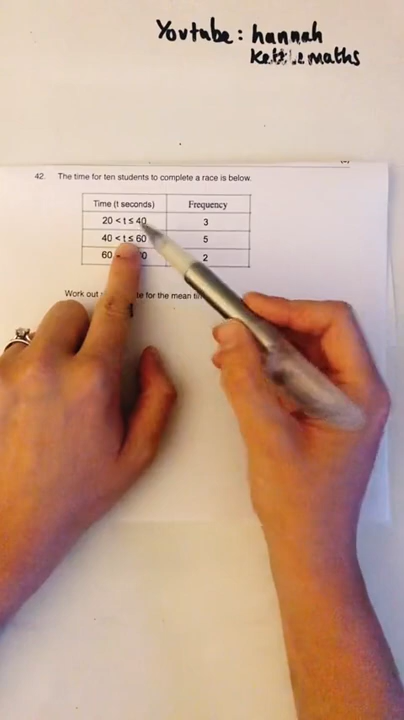 Youtube: hannah
kettlemaths
42. The time for ten students to complete a race is below.
Time (t seconds) Frequency
20 < t ≤ 40 3
40 < t ≤ 60 5
60 2
Work out for the mean